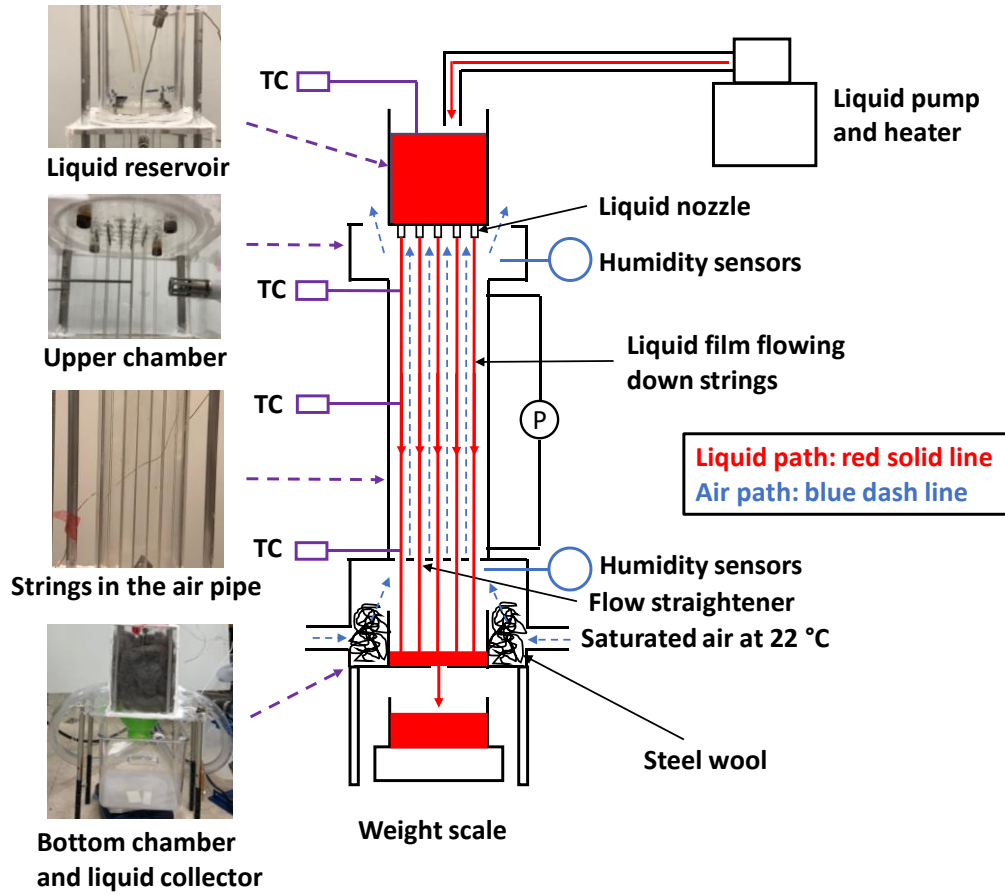 TC
Liquid pump
and heater
Liquid reservoir
Liquid nozzle
Humidity sensors
TC
Upper chamber
Liquid film flowing
down strings
TC
P
Liquid path: red solid line
Air path: blue dash line
TC
Strings in the air pipe
Humidity sensors
Flow straightener
Saturated air at 22 °C
Steel wool
Weight scale
Bottom chamber
and liquid collector